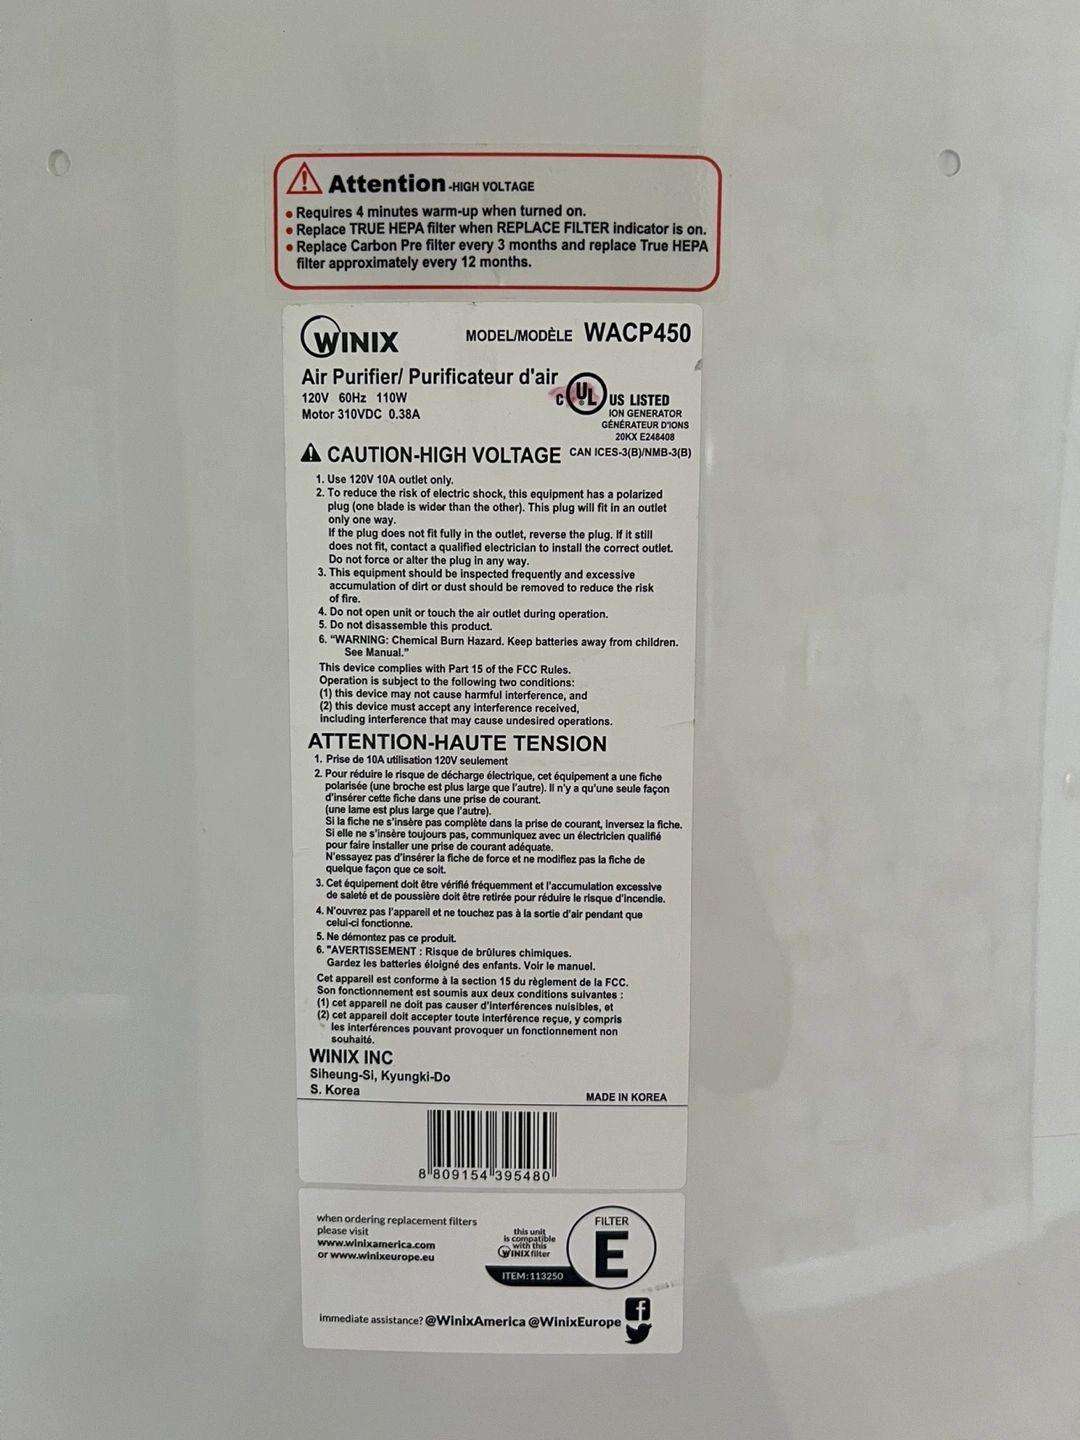 Attention -HIGH VOLTAGE
• Requires 4 minutes warm-up when turned on.
• Replace TRUE HEPA filter when REPLACE FILTER indicator is on.
• Replace Carbon Pre filter every 3 months and replace True HEPA
filter approximately every 12 months.
WINIX MODEL/MODÈLE WACP450
Air Purifier/ Purificateur d'air
120V 60Hz 110W
Motor 310VDC 0.38A
C UL US LISTED
ION GENERATOR
GÉNÉRATEUR D'IONS
20KX E248408
CAUTION-HIGH VOLTAGE CAN ICES-3(B)/NMB-3(B)
1. Use 120V 10A outlet only.
2. To reduce the risk of electric shock, this equipment has a polarized
plug (one blade is wider than the other). This plug will fit in an outlet
only one way.
If the plug does not fit fully in the outlet, reverse the plug. If it still
does not fit, contact a qualified electrician to install the correct outlet.
Do not force or alter the plug in any way.
3. This equipment should be inspected frequently and excessive
accumulation of dirt or dust should be removed to reduce the risk
of fire.
4. Do not open unit or touch the air outlet during operation.
5. Do not disassemble this product.
6. "WARNING: Chemical Burn Hazard. Keep batteries away from children.
See Manual."
This device complies with Part 15 of the FCC Rules.
Operation is subject to the following two conditions:
(1) this device may not cause harmful interference, and
(2) this device must accept any interference received,
including interference that may cause undesired operations.
ATTENTION-HAUTE TENSION
1. Prise de 10A utilisation 120V seulement
2. Pour réduire le risque de décharge électrique, cet équipement a une fiche
polarisée (une broche est plus large que l'autre). Il n'y a qu'une seule façon
d'insérer cette fiche dans une prise de courant.
(une lame est plus large que l'autre).
Si la fiche ne s'insère pas complète dans la prise de courant, inversez la fiche.
Si elle ne s'insère toujours pas, communiquez avec un électricien qualifié
pour faire installer une prise de courant adéquate.
N'essayez pas d'insérer la fiche de force et ne modifiez pas la fiche de
quelque façon que ce soit.
3. Cet équipement doit être vérifié fréquemment et l'accumulation excessive
de saleté et de poussière doit être retirée pour réduire le risque d'incendie.
4. N'ouvrez pas l'appareil et ne touchez pas à la sortie d'air pendant que
celui-ci fonctionne.
5. Ne démontez pas ce produit.
6. "AVERTISSEMENT : Risque de brûlures chimiques.
Gardez les batteries éloigné des enfants. Voir le manuel.
Cet appareil est conforme à la section 15 du règlement de la FCC.
Son fonctionnement est soumis aux deux conditions suivantes :
(1) cet appareil ne doit pas causer d'interférences nuisibles, et
(2) cet appareil doit accepter toute interférence reçue, y compris
les interférences pouvant provoquer un fonctionnement non
souhaité.
WINIX INC
Siheung-Si, Kyungki-Do
S. Korea
MADE IN KOREA
8 809154 395480
when ordering replacement filters
please visit
www.winixamerica.com
or www.winixeurope.eu
this unit
is compatible
with this
WINIX filter
ITEM:113250
FILTER
E
immediate assistance? @WinixAmerica @WinixEurope